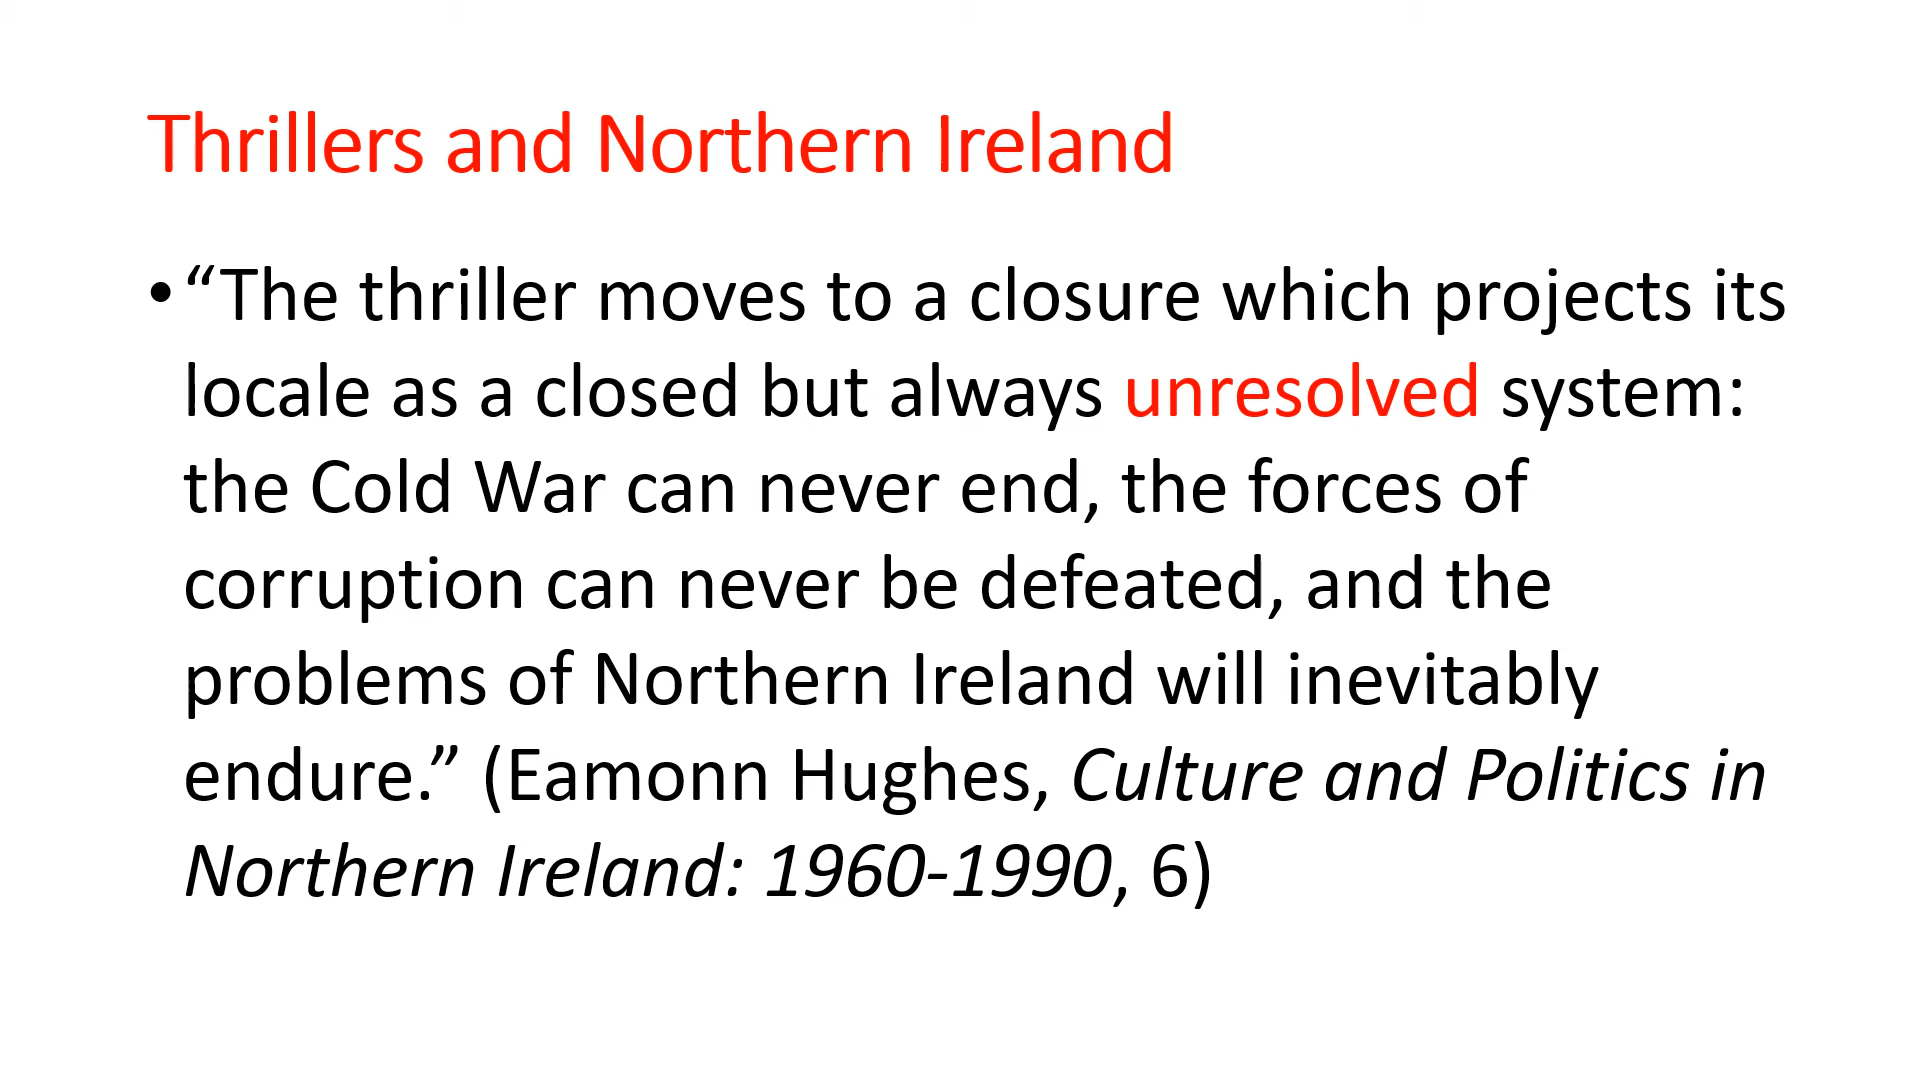 Thrillers and Northern Ireland
• “The thriller moves to a closure which projects its
locale as a closed but always unresolved system:
the Cold War can never end, the forces of
corruption can never be defeated, and the
problems of Northern Ireland will inevitably
endure.” (Eamonn Hughes, Culture and Politics in
Northern Ireland: 1960-1990, 6)